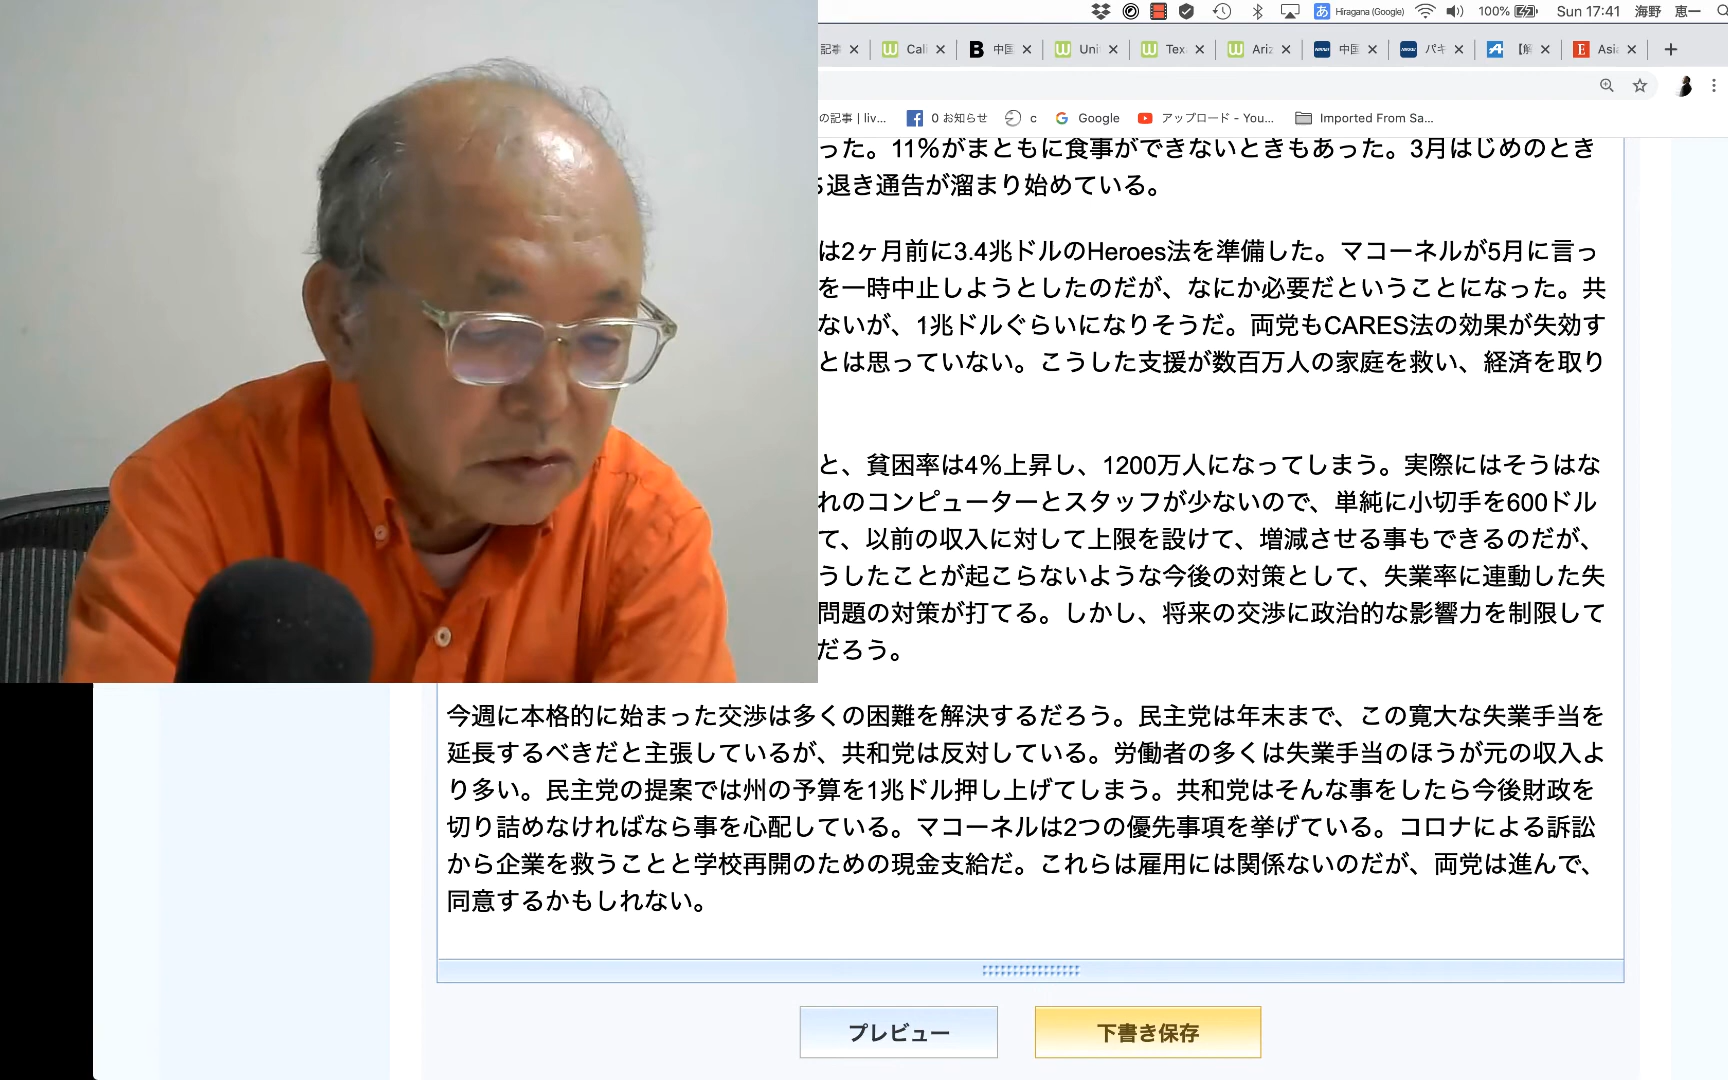 あ Hiragana (Google) 100% Sun 17:41 海野 恵一
記事 Cali B 中国 Uni Tex Ariz 中国 パキ 【解 E Asia
の記事 | liv... 0 お知らせ c Google アップロード - You... Imported From Sa...
った。11%がまともに食事ができないときもあった。3月はじめのとき
退き通告が溜まり始めている。
は2ヶ月前に3.4兆ドルのHeroes法を準備した。マコーネルが5月に言っ
を一時中止しようとしたのだが、なにか必要だということになった。共
ないが、1兆ドルぐらいになりそうだ。両党もCARES法の効果が失効す
とは思っていない。こうした支援が数百万人の家庭を救い、経済を取り
と、貧困率は4％上昇し、1200万人になってしまう。実際にはそうはな
れのコンピューターとスタッフが少ないので、単純に小切手を600ドル
て、以前の収入に対して上限を設けて、増減させる事もできるのだが、
うしたことが起こらないような今後の対策として、失業率に連動した失
問題の対策が打てる。しかし、将来の交渉に政治的な影響力を制限して
だろう。
今週に本格的に始まった交渉は多くの困難を解決するだろう。民主党は年末まで、この寛大な失業手当を
延長するべきだと主張しているが、共和党は反対している。労働者の多くは失業手当のほうが元の収入よ
り多い。民主党の提案では州の予算を1兆ドル押し上げてしまう。共和党はそんな事をしたら今後財政を
切り詰めなければなら事を心配している。マコーネルは2つの優先事項を挙げている。コロナによる訴訟
から企業を救うことと学校再開のための現金支給だ。これらは雇用には関係ないのだが、両党は進んで、
同意するかもしれない。
プレビュー 下書き保存